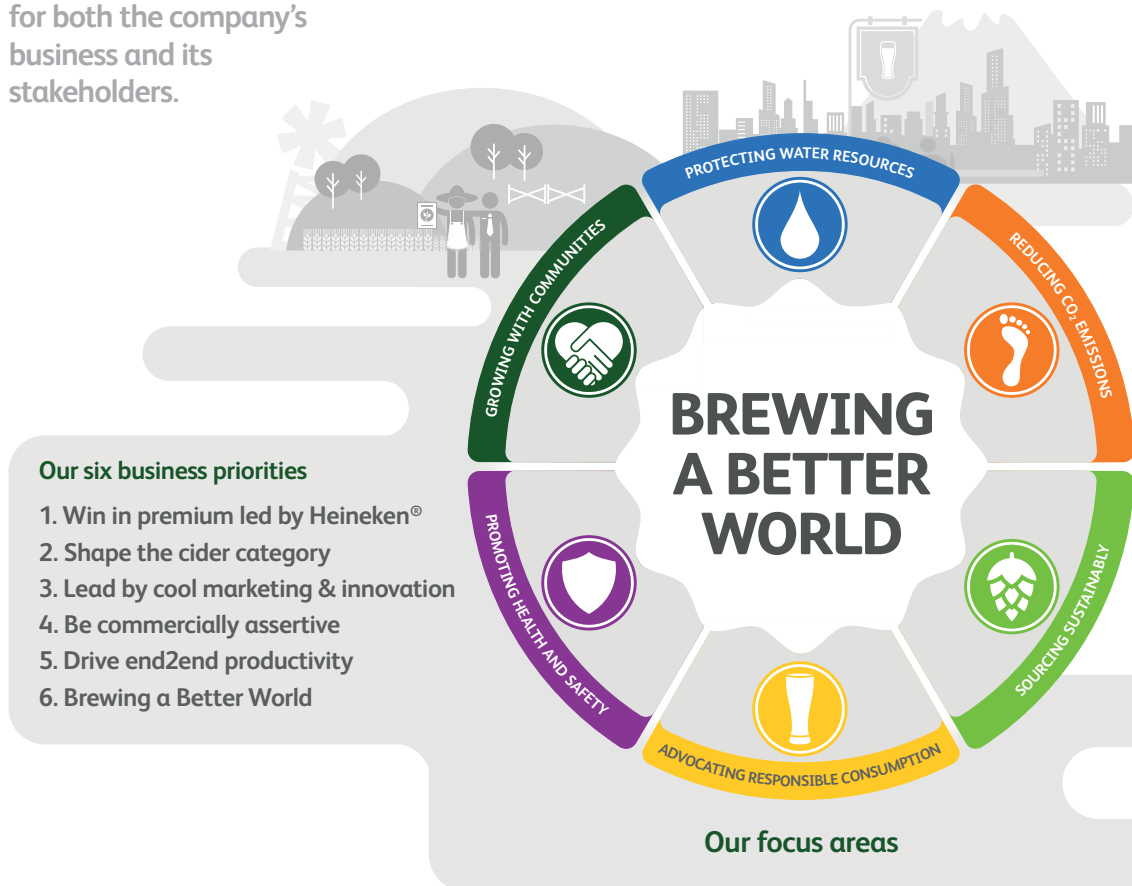 for both the company's
business and its
stakeholders.
PROTECTING WATER RESOURCES
REDUCING CO₂ EMISSIONS
SOURCING SUSTAINABLY
ADVOCATING RESPONSIBLE CONSUMPTION
PROMOTING HEALTH AND SAFETY
GROWING WITH COMMUNITIES
BREWING
A BETTER
WORLD
Our six business priorities
1. Win in premium led by Heineken®
2. Shape the cider category
3. Lead by cool marketing & innovation
4. Be commercially assertive
5. Drive end2end productivity
6. Brewing a Better World
Our focus areas